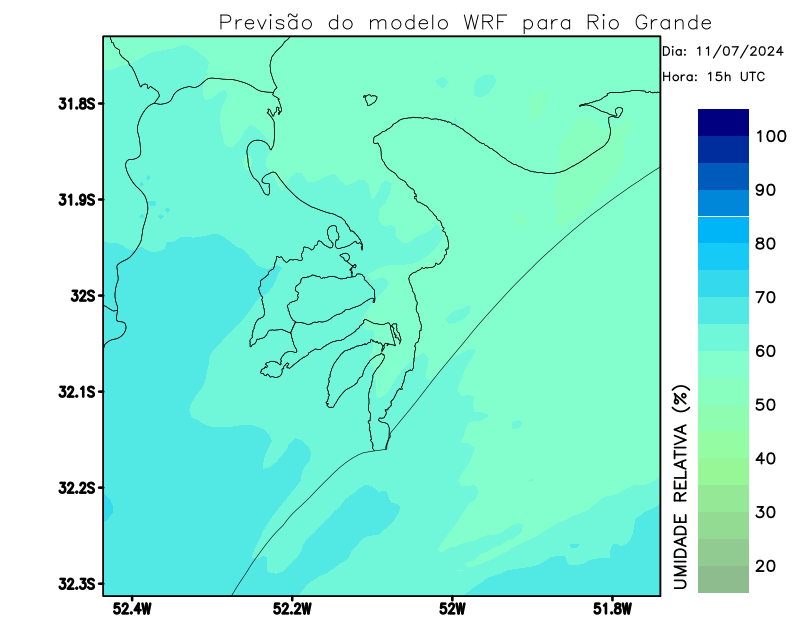 Previsão do modelo WRF para Rio Grande
Dia: 11/07/2024
Hora: 15h UTC
31.8S
31.9S
32S
32.1S
32.2S
32.3S
52.4W
52.2W
52W
51.8W
100
90
80
70
60
50
40
30
20
UMIDADE RELATIVA (%)